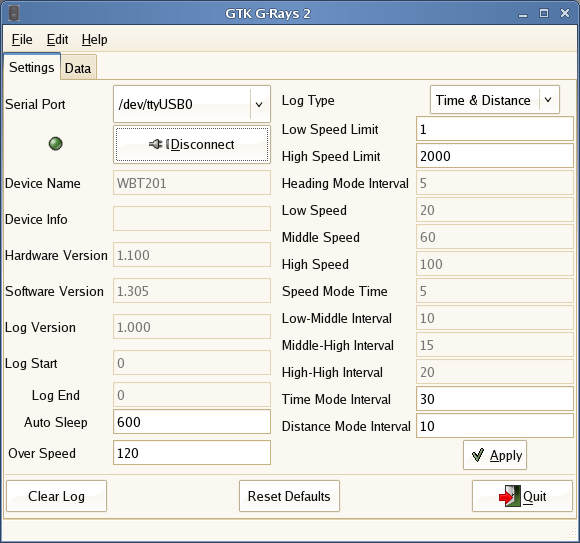 GTK G-Rays 2
File Edit Help
Settings Data
Serial Port /dev/ttyUSB0
Disconnect
Device Name WBT201
Device Info
Hardware Version 1.100
Software Version 1.305
Log Version 1.000
Log Start 0
Log End 0
Auto Sleep 600
Over Speed 120
Log Type Time & Distance
Low Speed Limit 1
High Speed Limit 2000
Heading Mode Interval 5
Low Speed 20
Middle Speed 60
High Speed 100
Speed Mode Time 5
Low-Middle Interval 10
Middle-High Interval 15
High-High Interval 20
Time Mode Interval 30
Distance Mode Interval 10
Apply
Clear Log Reset Defaults Quit